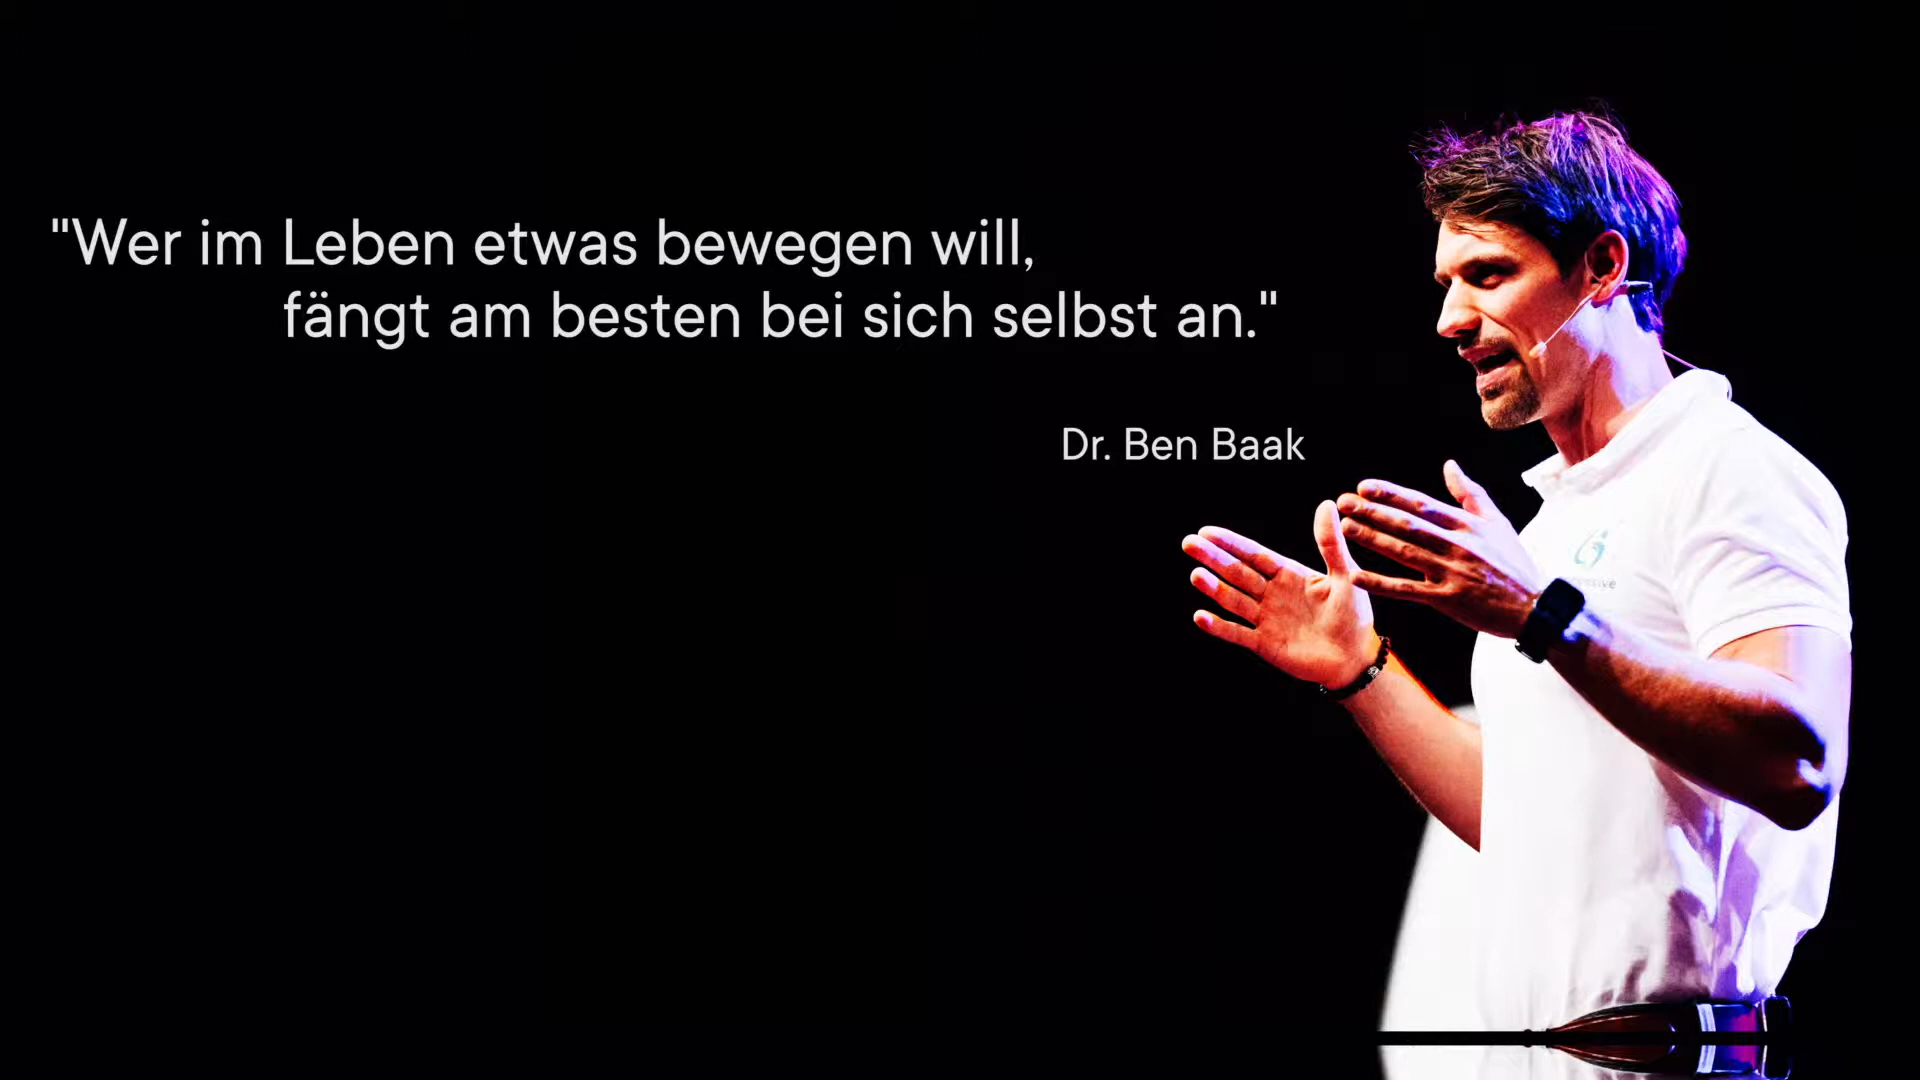 "Wer im Leben etwas bewegen will,
fängt am besten bei sich selbst an."
Dr. Ben Baak